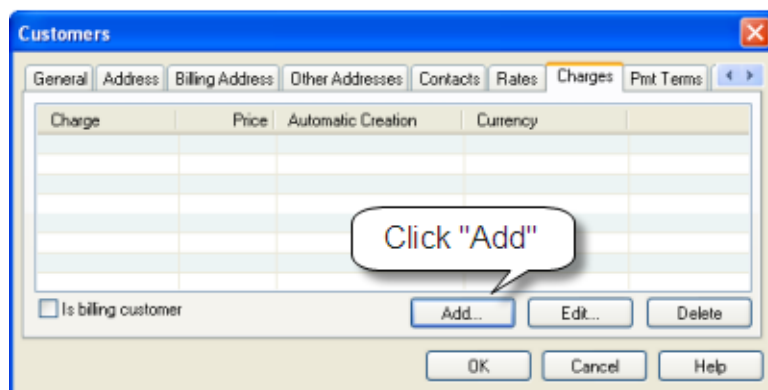 Customers
General Address Billing Address Other Addresses Contacts Rates Charges Pmt Terms
Charge Price Automatic Creation Currency
Click "Add"
Is billing customer Add... Edit... Delete
OK Cancel Help